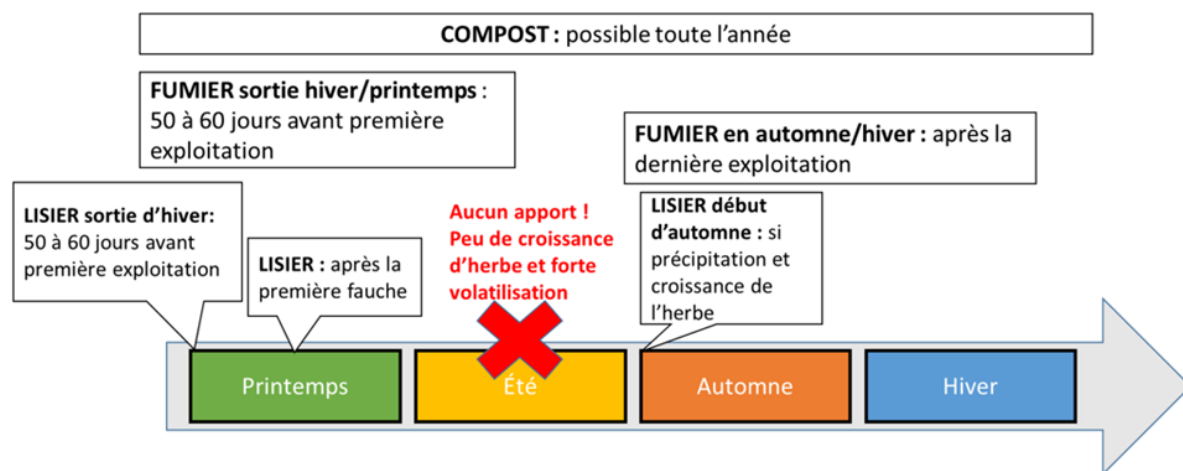 COMPOST : possible toute l'année
FUMIER sortie hiver/printemps :
50 à 60 jours avant première
exploitation
FUMIER en automne/hiver : après la
dernière exploitation
LISIER sortie d'hiver:
50 à 60 jours avant
première exploitation
LISIER : après la
première fauche
Aucun apport !
Peu de croissance
d'herbe et forte
volatilisation
LISIER début
d'automne : si
précipitation et
croissance de
l'herbe
Printemps
Été
Automne
Hiver